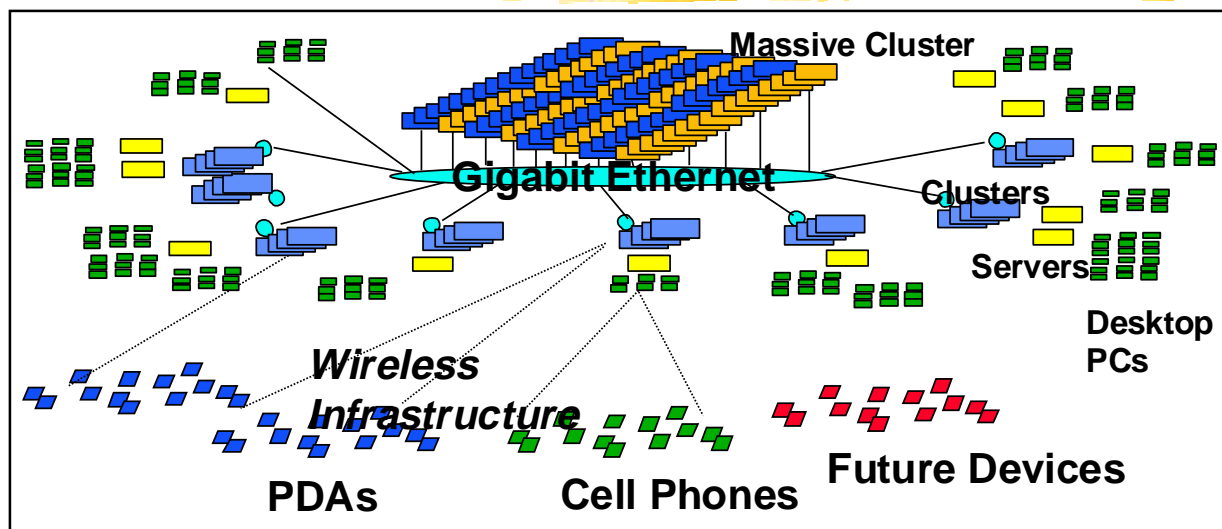 Massive Cluster
Gigabit Ethernet
Clusters
Servers
Desktop
PCs
Wireless
Infrastructure
PDAs
Cell Phones
Future Devices